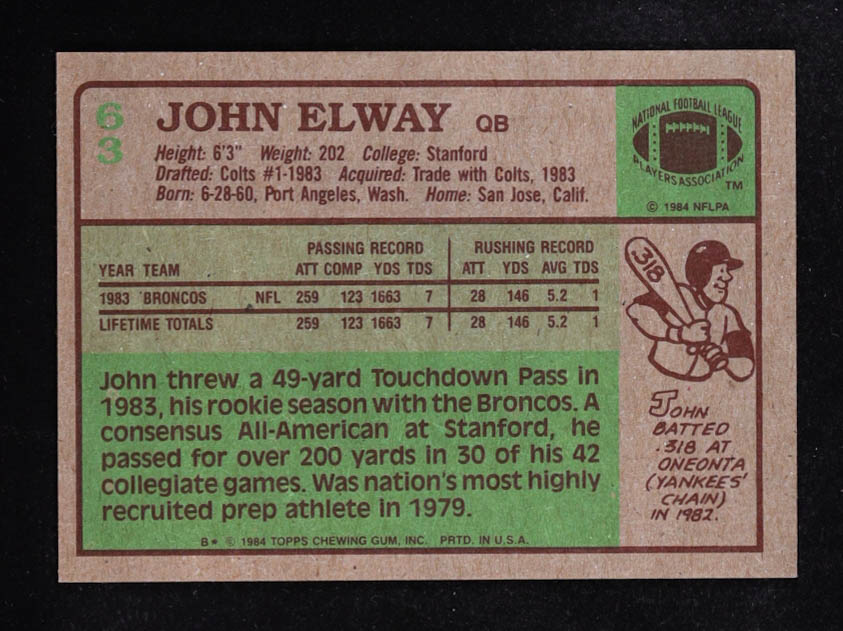 63
JOHN ELWAY QB
Height: 6'3" Weight: 202 College: Stanford
Drafted: Colts #1-1983 Acquired: Trade with Colts, 1983
Born: 6-28-60, Port Angeles, Wash. Home: San Jose, Calif.
NATIONAL FOOTBALL LEAGUE
PLAYERS ASSOCIATION
TM
© 1984 NFLPA
PASSING RECORD RUSHING RECORD
YEAR TEAM ATT COMP YDS TDS ATT YDS AVG TDS
1983 BRONCOS NFL 259 123 1663 7 28 146 5.2 1
LIFETIME TOTALS 259 123 1663 7 28 146 5.2 1
John threw a 49-yard Touchdown Pass in
1983, his rookie season with the Broncos. A
consensus All-American at Stanford, he
passed for over 200 yards in 30 of his 42
collegiate games. Was nation's most highly
recruited prep athlete in 1979.
.318
JOHN
BATTED
.318 AT
ONEONTA
(YANKEES'
CHAIN)
IN 1982.
B* © 1984 TOPPS CHEWING GUM, INC. PRTD. IN U.S.A.